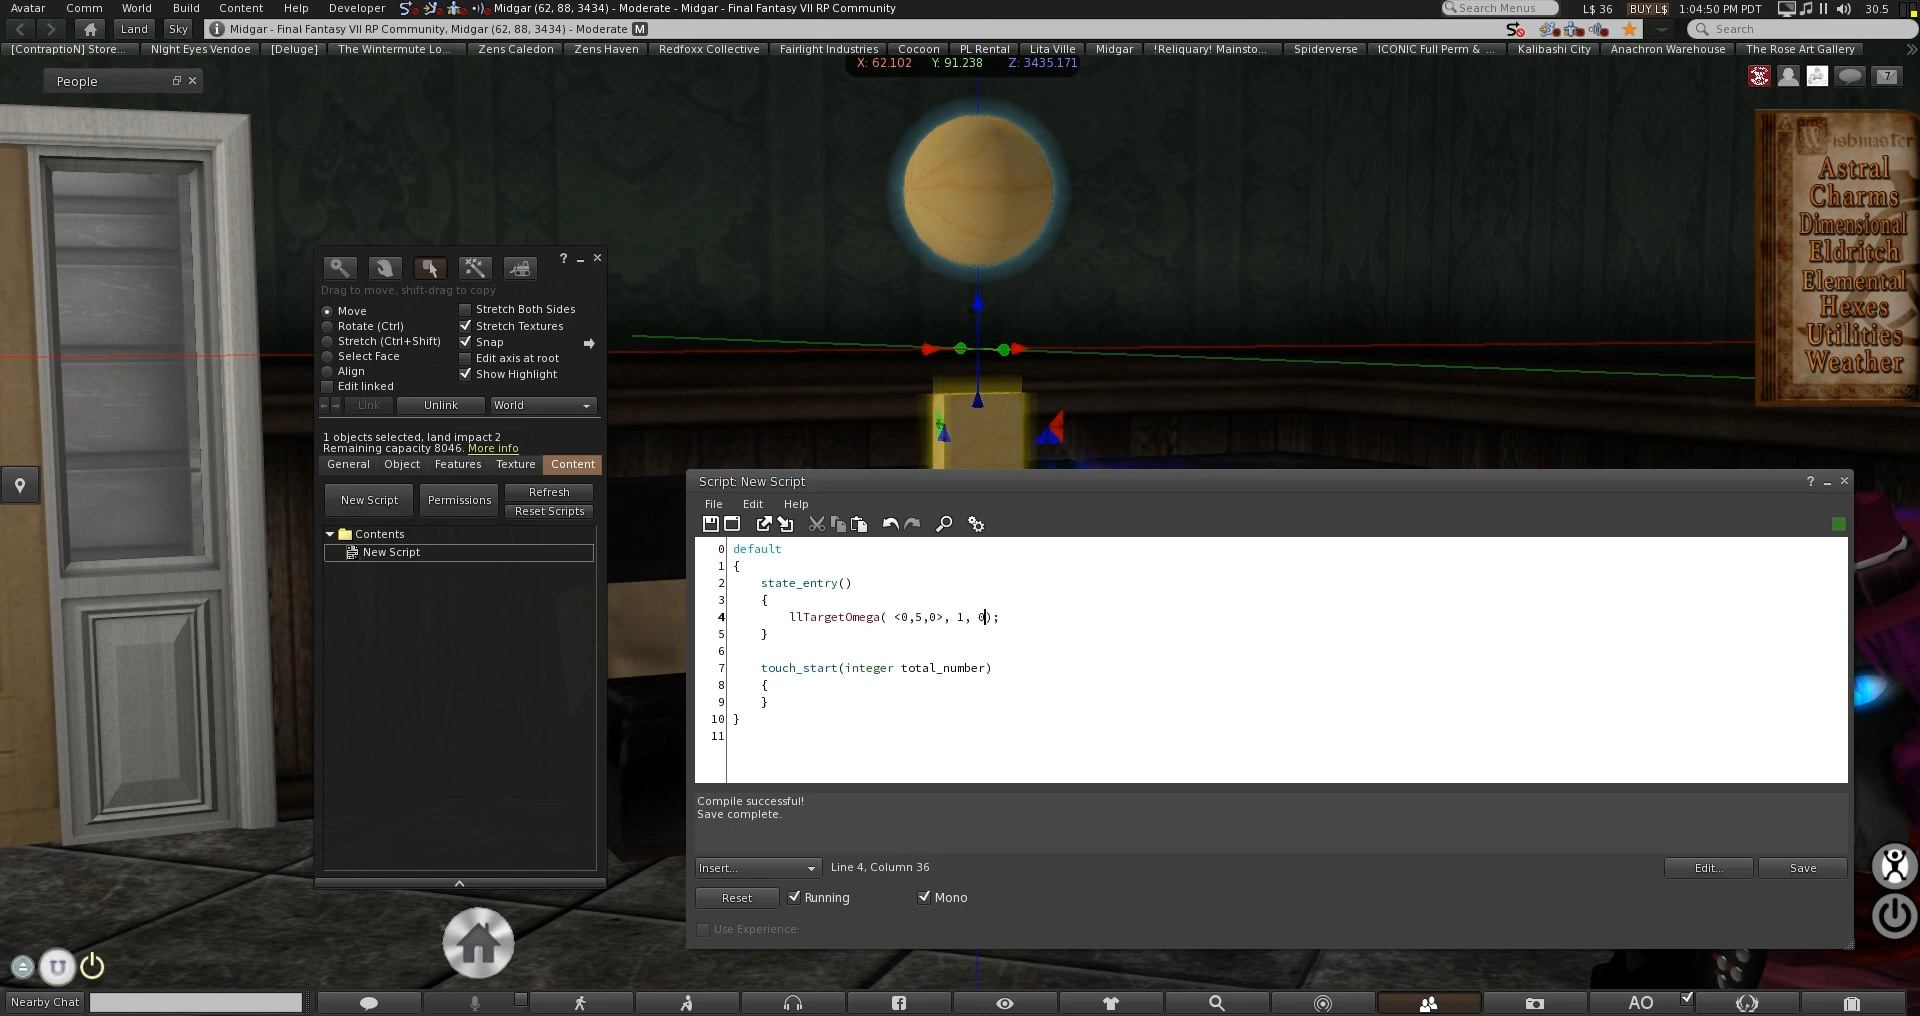 Avatar Comm World Build Content Help Developer Midgar (62, 88, 3434) - Moderate - Midgar - Final Fantasy VII RP Community Search Menus L$ 36 BUY L$ 1:04:50 PM PDT 30.5
Land Sky Midgar - Final Fantasy VII RP Community, Midgar (62, 88, 3434) - Moderate M Search
[ContraptioN] Store... NIght Eyes Vendoe [Deluge] The Wintermute Lo... Zens Caledon Zens Haven Redfoxx Collective Fairlight Industries Cocoon PL Rental Lita Ville Midgar !Reliquary! Mainsto... Spiderverse ICONIC Full Perm & ... Kalibashi City Anachron Warehouse The Rose Art Gallery
X: 62.102 Y: 91.238 Z: 3435.171
People
7
Astral
Charms
Dimensional
Eldritch
Elemental
Hexes
Utilities
Weather
Drag to move, shift-drag to copy
Move
Rotate (Ctrl)
Stretch (Ctrl+Shift)
Select Face
Align
Edit linked
Stretch Both Sides
Stretch Textures
Snap
Edit axis at root
Show Highlight
Link Unlink World
1 objects selected, land impact 2
Remaining capacity 8046. More info
General Object Features Texture Content
New Script Permissions Refresh
Reset Scripts
Contents
New Script
Script: New Script
File Edit Help
0 default
1 {
2 state_entry()
3 {
4 llTargetOmega( <0,5,0>, 1, 0);
5 }
6
7 touch_start(integer total_number)
8 {
9 }
10 }
11
Compile successful!
Save complete.
Insert... Line 4, Column 36 Edit... Save
Reset Running Mono
Use Experience:
U
Nearby Chat AO